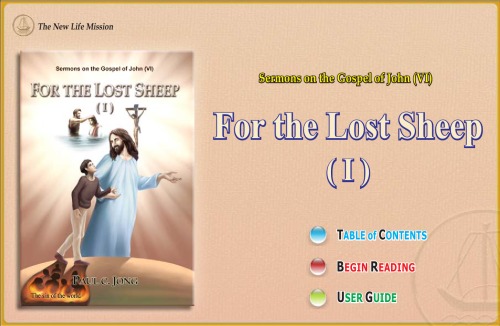 The New Life Mission
Sermons on the Gospel of John (VI)
FOR THE LOST SHEEP
( I )
PAUL C. JONG
The sin of the world
Sermons on the Gospel of John (VI)
For the Lost Sheep
( I )
TABLE of CONTENTS
BEGIN READING
USER GUIDE